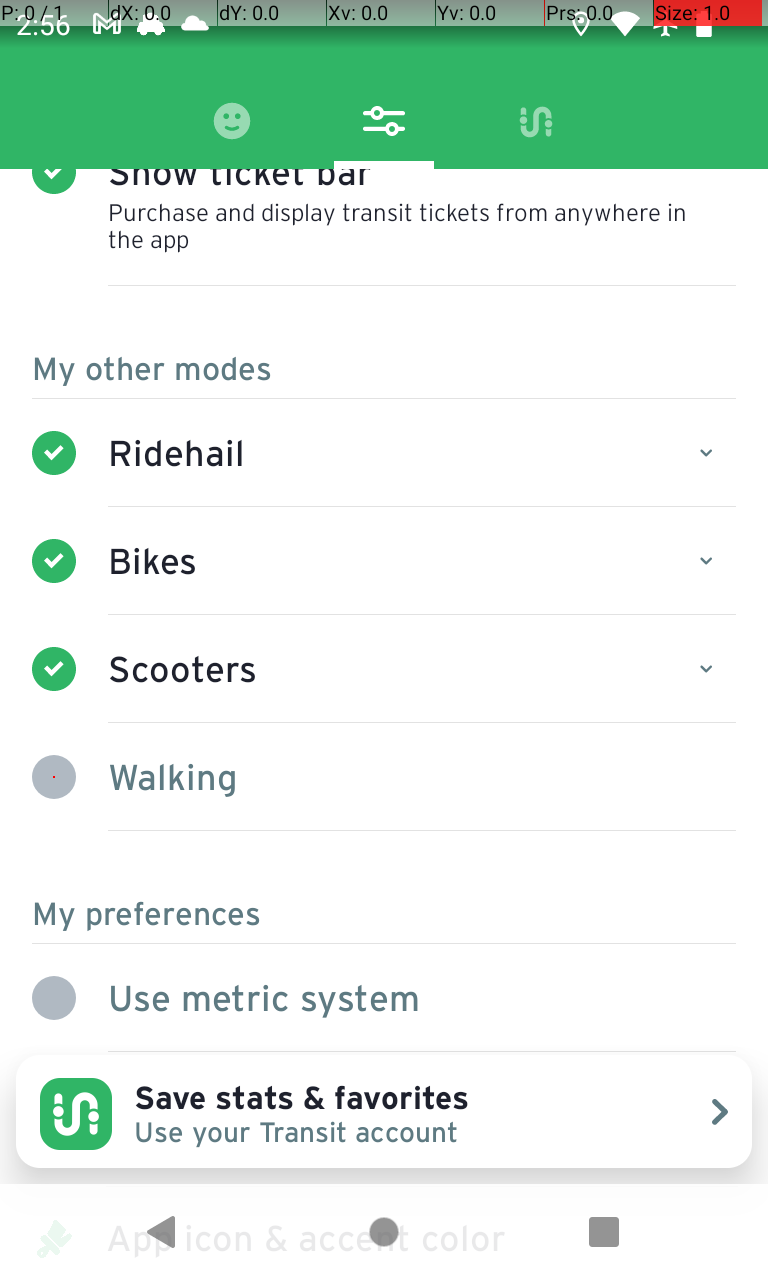 P: 0 / 1 dX: 0.0 dY: 0.0 Xv: 0.0 Yv: 0.0 Prs: 0.0 Size: 1.0
2:56
Show ticket bar
Purchase and display transit tickets from anywhere in
the app
My other modes
Ridehail
Bikes
Scooters
Walking
My preferences
Use metric system
Save stats & favorites
Use your Transit account
App icon & accent color